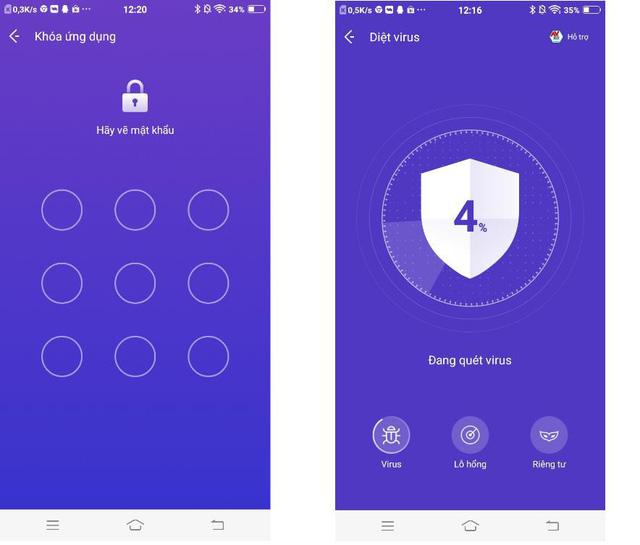 0,3K/s
12:20
34%
Khóa ứng dụng
Hãy vẽ mật khẩu
0,5K/s
12:16
35%
Diệt virus
Hỗ trợ
4%
Đang quét virus
Virus
Lỗ hổng
Riêng tư